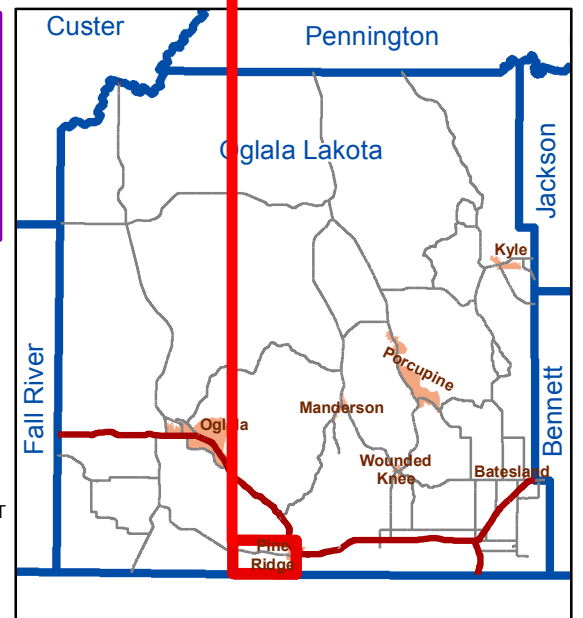 Custer
Pennington
Oglala Lakota
Jackson
Kyle
Fall River
Porcupine
Manderson
Oglala
Bennett
Wounded
Knee
Batesland
T
Pine
Ridge